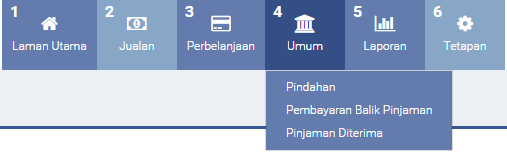 1 2 3 4 5 6
Laman Utama Jualan Perbelanjaan Umum Laporan Tetapan
Pindahan
Pembayaran Balik Pinjaman
Pinjaman Diterima